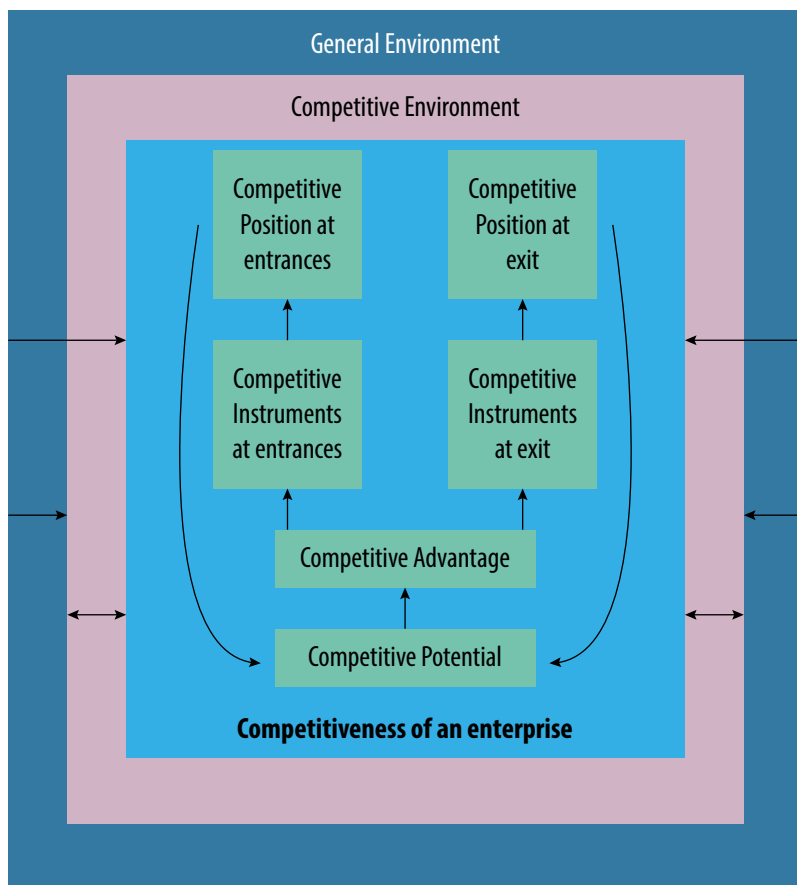 General Environment
Competitive Environment
Competitive
Position at
entrances
Competitive
Position at
exit
Competitive
Instruments
at entrances
Competitive
Instruments
at exit
Competitive Advantage
Competitive Potential
Competitiveness of an enterprise